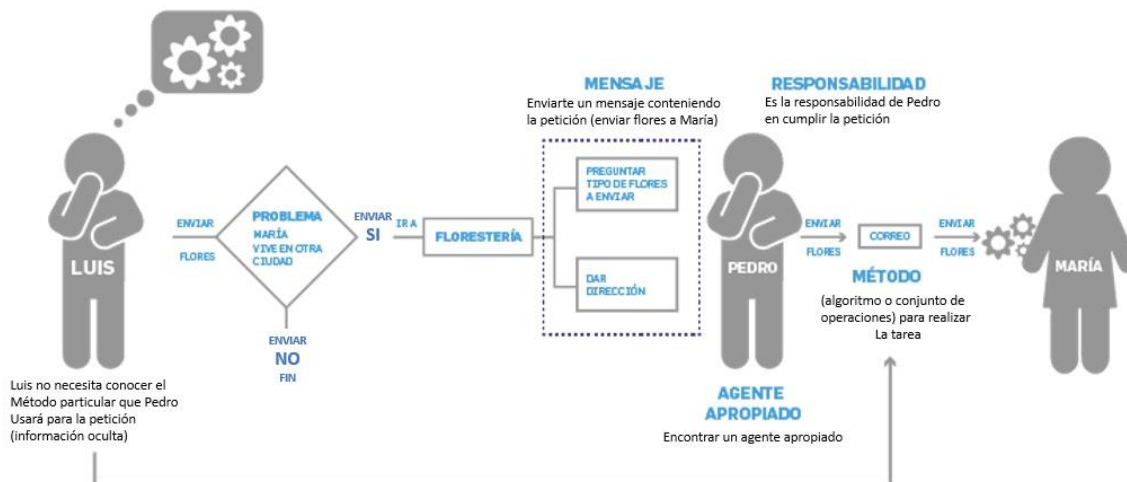 MENSAJE
Enviarte un mensaje conteniendo
la petición (enviar flores a María)
RESPONSABILIDAD
Es la responsabilidad de Pedro
en cumplir la petición
LUIS
ENVIAR
FLORES
PROBLEMA
MARÍA
VIVE EN OTRA
CIUDAD
ENVIAR
SI
IR A
FLORESTERÍA
PREGUNTAR
TIPO DE FLORES
A ENVIAR
DAR
DIRECCIÓN
PEDRO
ENVIAR
FLORES
CORREO
ENVIAR
FLORES
MARÍA
MÉTODO
(algoritmo o conjunto de
operaciones) para realizar
La tarea
ENVIAR
NO
FIN
Luis no necesita conocer el
Método particular que Pedro
Usará para la petición
(información oculta)
AGENTE
APROPIADO
Encontrar un agente apropiado